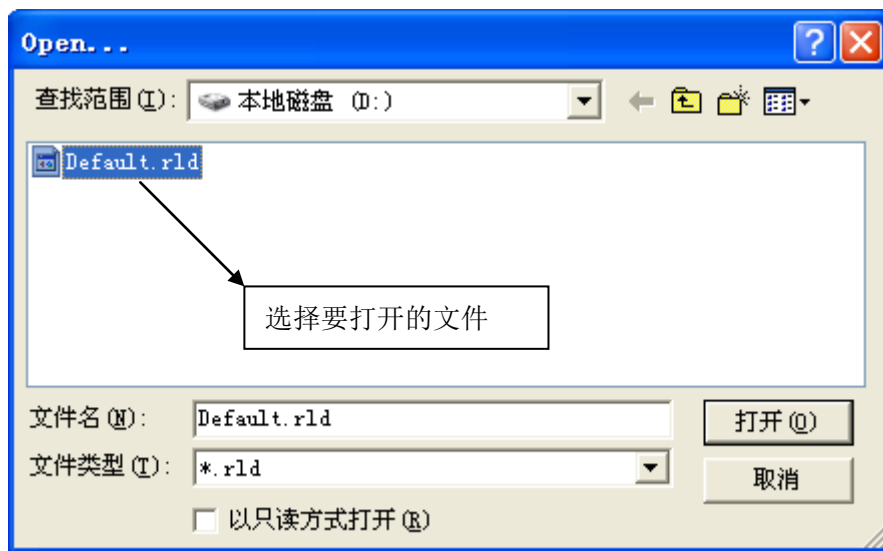 Open...
查找范围(I): 本地磁盘 (D:)
Default.rld
选择要打开的文件
文件名(N): Default.rld 打开(O)
文件类型(T): *.rld 取消
以只读方式打开(R)